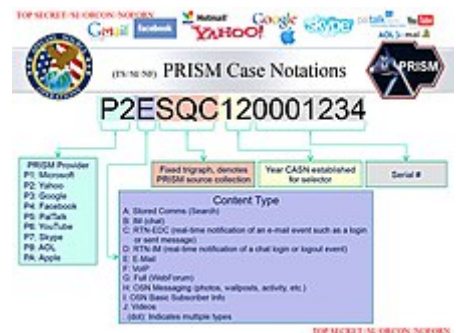 TOP SECRET//SI//ORCON//NOFORN
Gmail facebook Hotmail Google skype paltalk YouTube
YAHOO! AOL mail
SPECIAL SOURCE OPERATIONS
(TS//SI//NF) PRISM Case Notations
PRISM
P2ESQC120001234
PRISM Provider
P1: Microsoft
P2: Yahoo
P3: Google
P4: Facebook
P5: PalTalk
P6: YouTube
P7: Skype
P8: AOL
PA: Apple
Fixed trigraph, denotes
PRISM source collection
Year CASN established
for selector
Serial #
Content Type
A: Stored Comms (Search)
B: IM (chat)
C: RTN-EDC (real-time notification of an e-mail event such as a login
or sent message)
D: RTN-IM (real-time notification of a chat login or logout event)
E: E-Mail
F: VoIP
G: Full (WebForum)
H: OSN Messaging (photos, wallposts, activity, etc.)
I: OSN Basic Subscriber Info
J: Videos
. (dot): Indicates multiple types
TOP SECRET//SI//ORCON//NOFORN